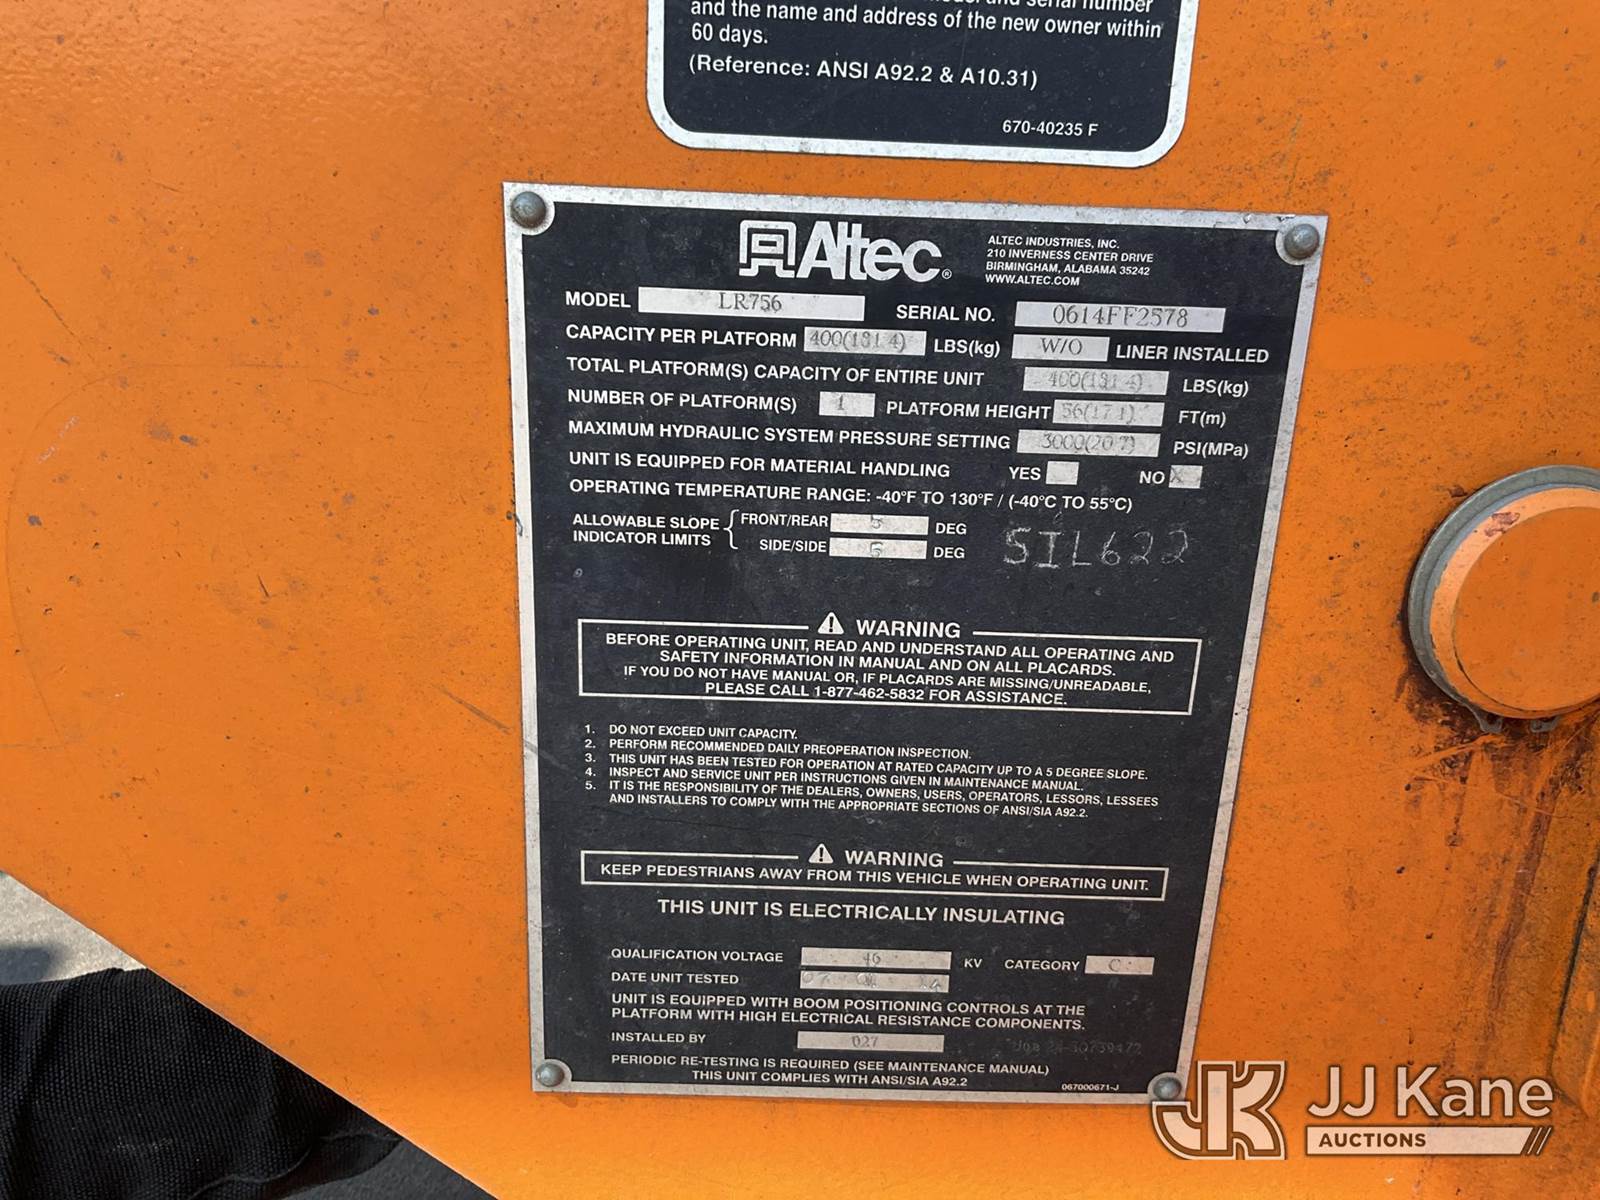 and serial number
and the name and address of the new owner within
60 days.
(Reference: ANSI A92.2 & A10.31)
670-40235 F
Altec®
ALTEC INDUSTRIES, INC.
210 INVERNESS CENTER DRIVE
BIRMINGHAM, ALABAMA 35242
WWW.ALTEC.COM
MODEL LR756 SERIAL NO. 0614FF2578
CAPACITY PER PLATFORM 400(181.4) LBS(kg) W/O LINER INSTALLED
TOTAL PLATFORM(S) CAPACITY OF ENTIRE UNIT 400(181.4) LBS(kg)
NUMBER OF PLATFORM(S) 1 PLATFORM HEIGHT 56(17.1) FT(m)
MAXIMUM HYDRAULIC SYSTEM PRESSURE SETTING 3000(20.7) PSI(MPa)
UNIT IS EQUIPPED FOR MATERIAL HANDLING YES NO X
OPERATING TEMPERATURE RANGE: -40°F TO 130°F / (-40°C TO 55°C)
ALLOWABLE SLOPE INDICATOR LIMITS { FRONT/REAR 5 DEG
SIDE/SIDE 5 DEG
SIL622
⚠ WARNING
BEFORE OPERATING UNIT, READ AND UNDERSTAND ALL OPERATING AND
SAFETY INFORMATION IN MANUAL AND ON ALL PLACARDS.
IF YOU DO NOT HAVE MANUAL OR, IF PLACARDS ARE MISSING/UNREADABLE,
PLEASE CALL 1-877-462-5832 FOR ASSISTANCE.
1. DO NOT EXCEED UNIT CAPACITY.
2. PERFORM RECOMMENDED DAILY PREOPERATION INSPECTION.
3. THIS UNIT HAS BEEN TESTED FOR OPERATION AT RATED CAPACITY UP TO A 5 DEGREE SLOPE.
4. INSPECT AND SERVICE UNIT PER INSTRUCTIONS GIVEN IN MAINTENANCE MANUAL.
5. IT IS THE RESPONSIBILITY OF THE DEALERS, OWNERS, USERS, OPERATORS, LESSORS, LESSEES
AND INSTALLERS TO COMPLY WITH THE APPROPRIATE SECTIONS OF ANSI/SIA A92.2.
⚠ WARNING
KEEP PEDESTRIANS AWAY FROM THIS VEHICLE WHEN OPERATING UNIT.
THIS UNIT IS ELECTRICALLY INSULATING
QUALIFICATION VOLTAGE 46 KV CATEGORY C
DATE UNIT TESTED
UNIT IS EQUIPPED WITH BOOM POSITIONING CONTROLS AT THE
PLATFORM WITH HIGH ELECTRICAL RESISTANCE COMPONENTS.
INSTALLED BY 027
PERIODIC RE-TESTING IS REQUIRED (SEE MAINTENANCE MANUAL)
THIS UNIT COMPLIES WITH ANSI/SIA A92.2
067000671-J
JK JJ Kane
AUCTIONS